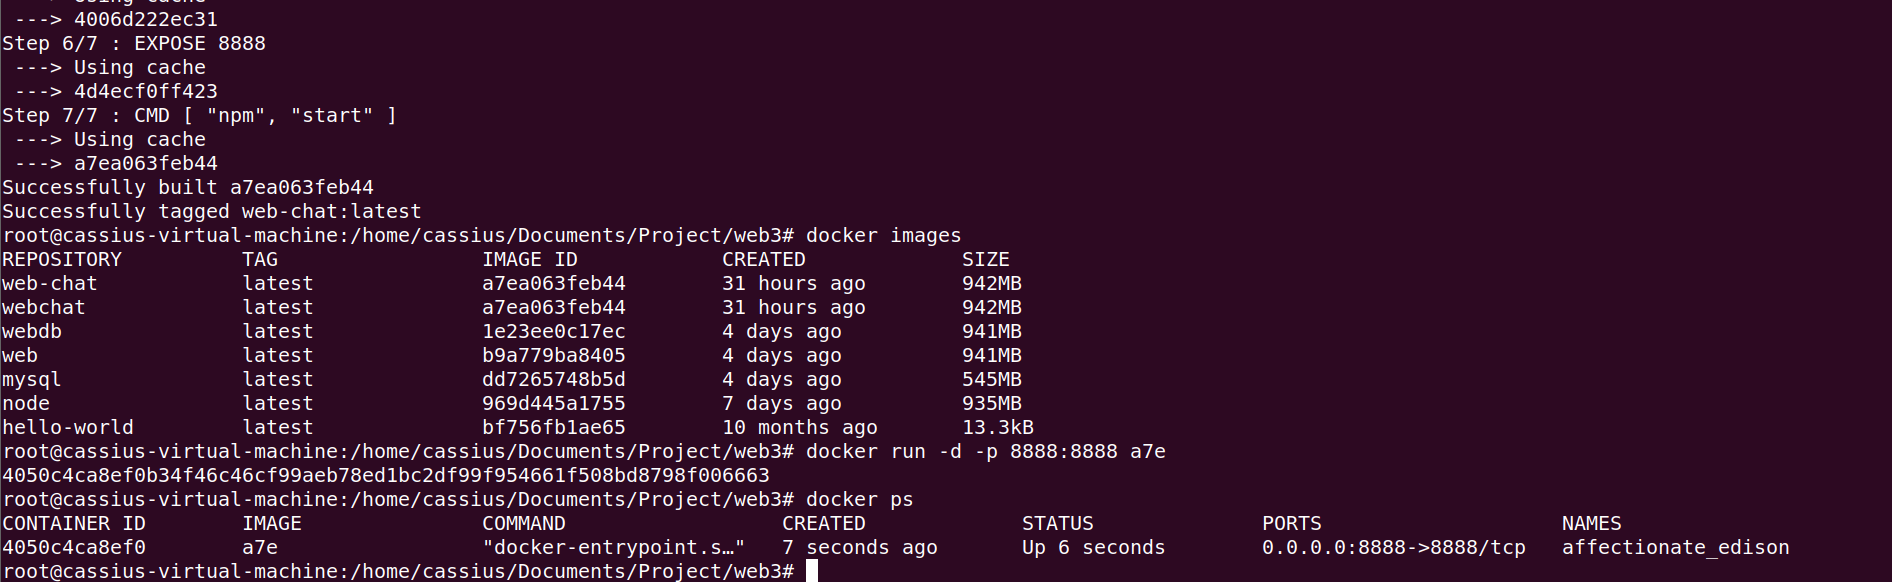 Using cache
 ---> 4006d222ec31
Step 6/7 : EXPOSE 8888
 ---> Using cache
 ---> 4d4ecf0ff423
Step 7/7 : CMD [ "npm", "start" ]
 ---> Using cache
 ---> a7ea063feb44
Successfully built a7ea063feb44
Successfully tagged web-chat:latest
root@cassius-virtual-machine:/home/cassius/Documents/Project/web3# docker images
REPOSITORY          TAG                 IMAGE ID            CREATED             SIZE
web-chat            latest              a7ea063feb44        31 hours ago        942MB
webchat             latest              a7ea063feb44        31 hours ago        942MB
webdb               latest              1e23ee0c17ec        4 days ago          941MB
web                 latest              b9a779ba8405        4 days ago          941MB
mysql               latest              dd7265748b5d        4 days ago          545MB
node                latest              969d445a1755        7 days ago          935MB
hello-world         latest              bf756fb1ae65        10 months ago       13.3kB
root@cassius-virtual-machine:/home/cassius/Documents/Project/web3# docker run -d -p 8888:8888 a7e
4050c4ca8ef0b34f46c46cf99aeb78ed1bc2df99f954661f508bd8798f006663
root@cassius-virtual-machine:/home/cassius/Documents/Project/web3# docker ps
CONTAINER ID        IMAGE               COMMAND                  CREATED             STATUS              PORTS                    NAMES
4050c4ca8ef0        a7e                 "docker-entrypoint.s…"   7 seconds ago       Up 6 seconds        0.0.0.0:8888->8888/tcp   affectionate_edison
root@cassius-virtual-machine:/home/cassius/Documents/Project/web3#